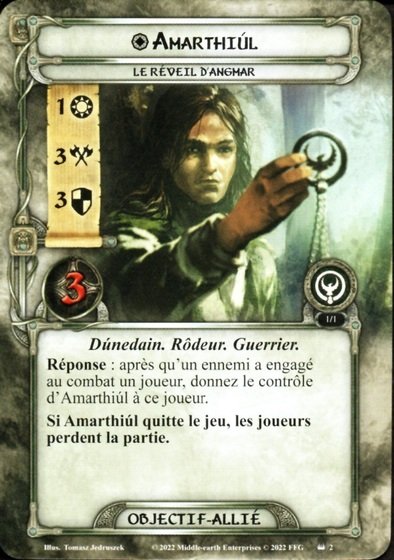 AMARTHIÚL
LE RÉVEIL D'ANGMAR
1
3
3
3
1/1
Dúnedain. Rôdeur. Guerrier.
Réponse : après qu'un ennemi a engagé
au combat un joueur, donnez le contrôle
d'Amarthiúl à ce joueur.
Si Amarthiúl quitte le jeu, les joueurs
perdent la partie.
OBJECTIF-ALLIÉ
Illus. Tomasz Jedruszek ©2022 Middle-earth Enterprises ©2022 FFG 2